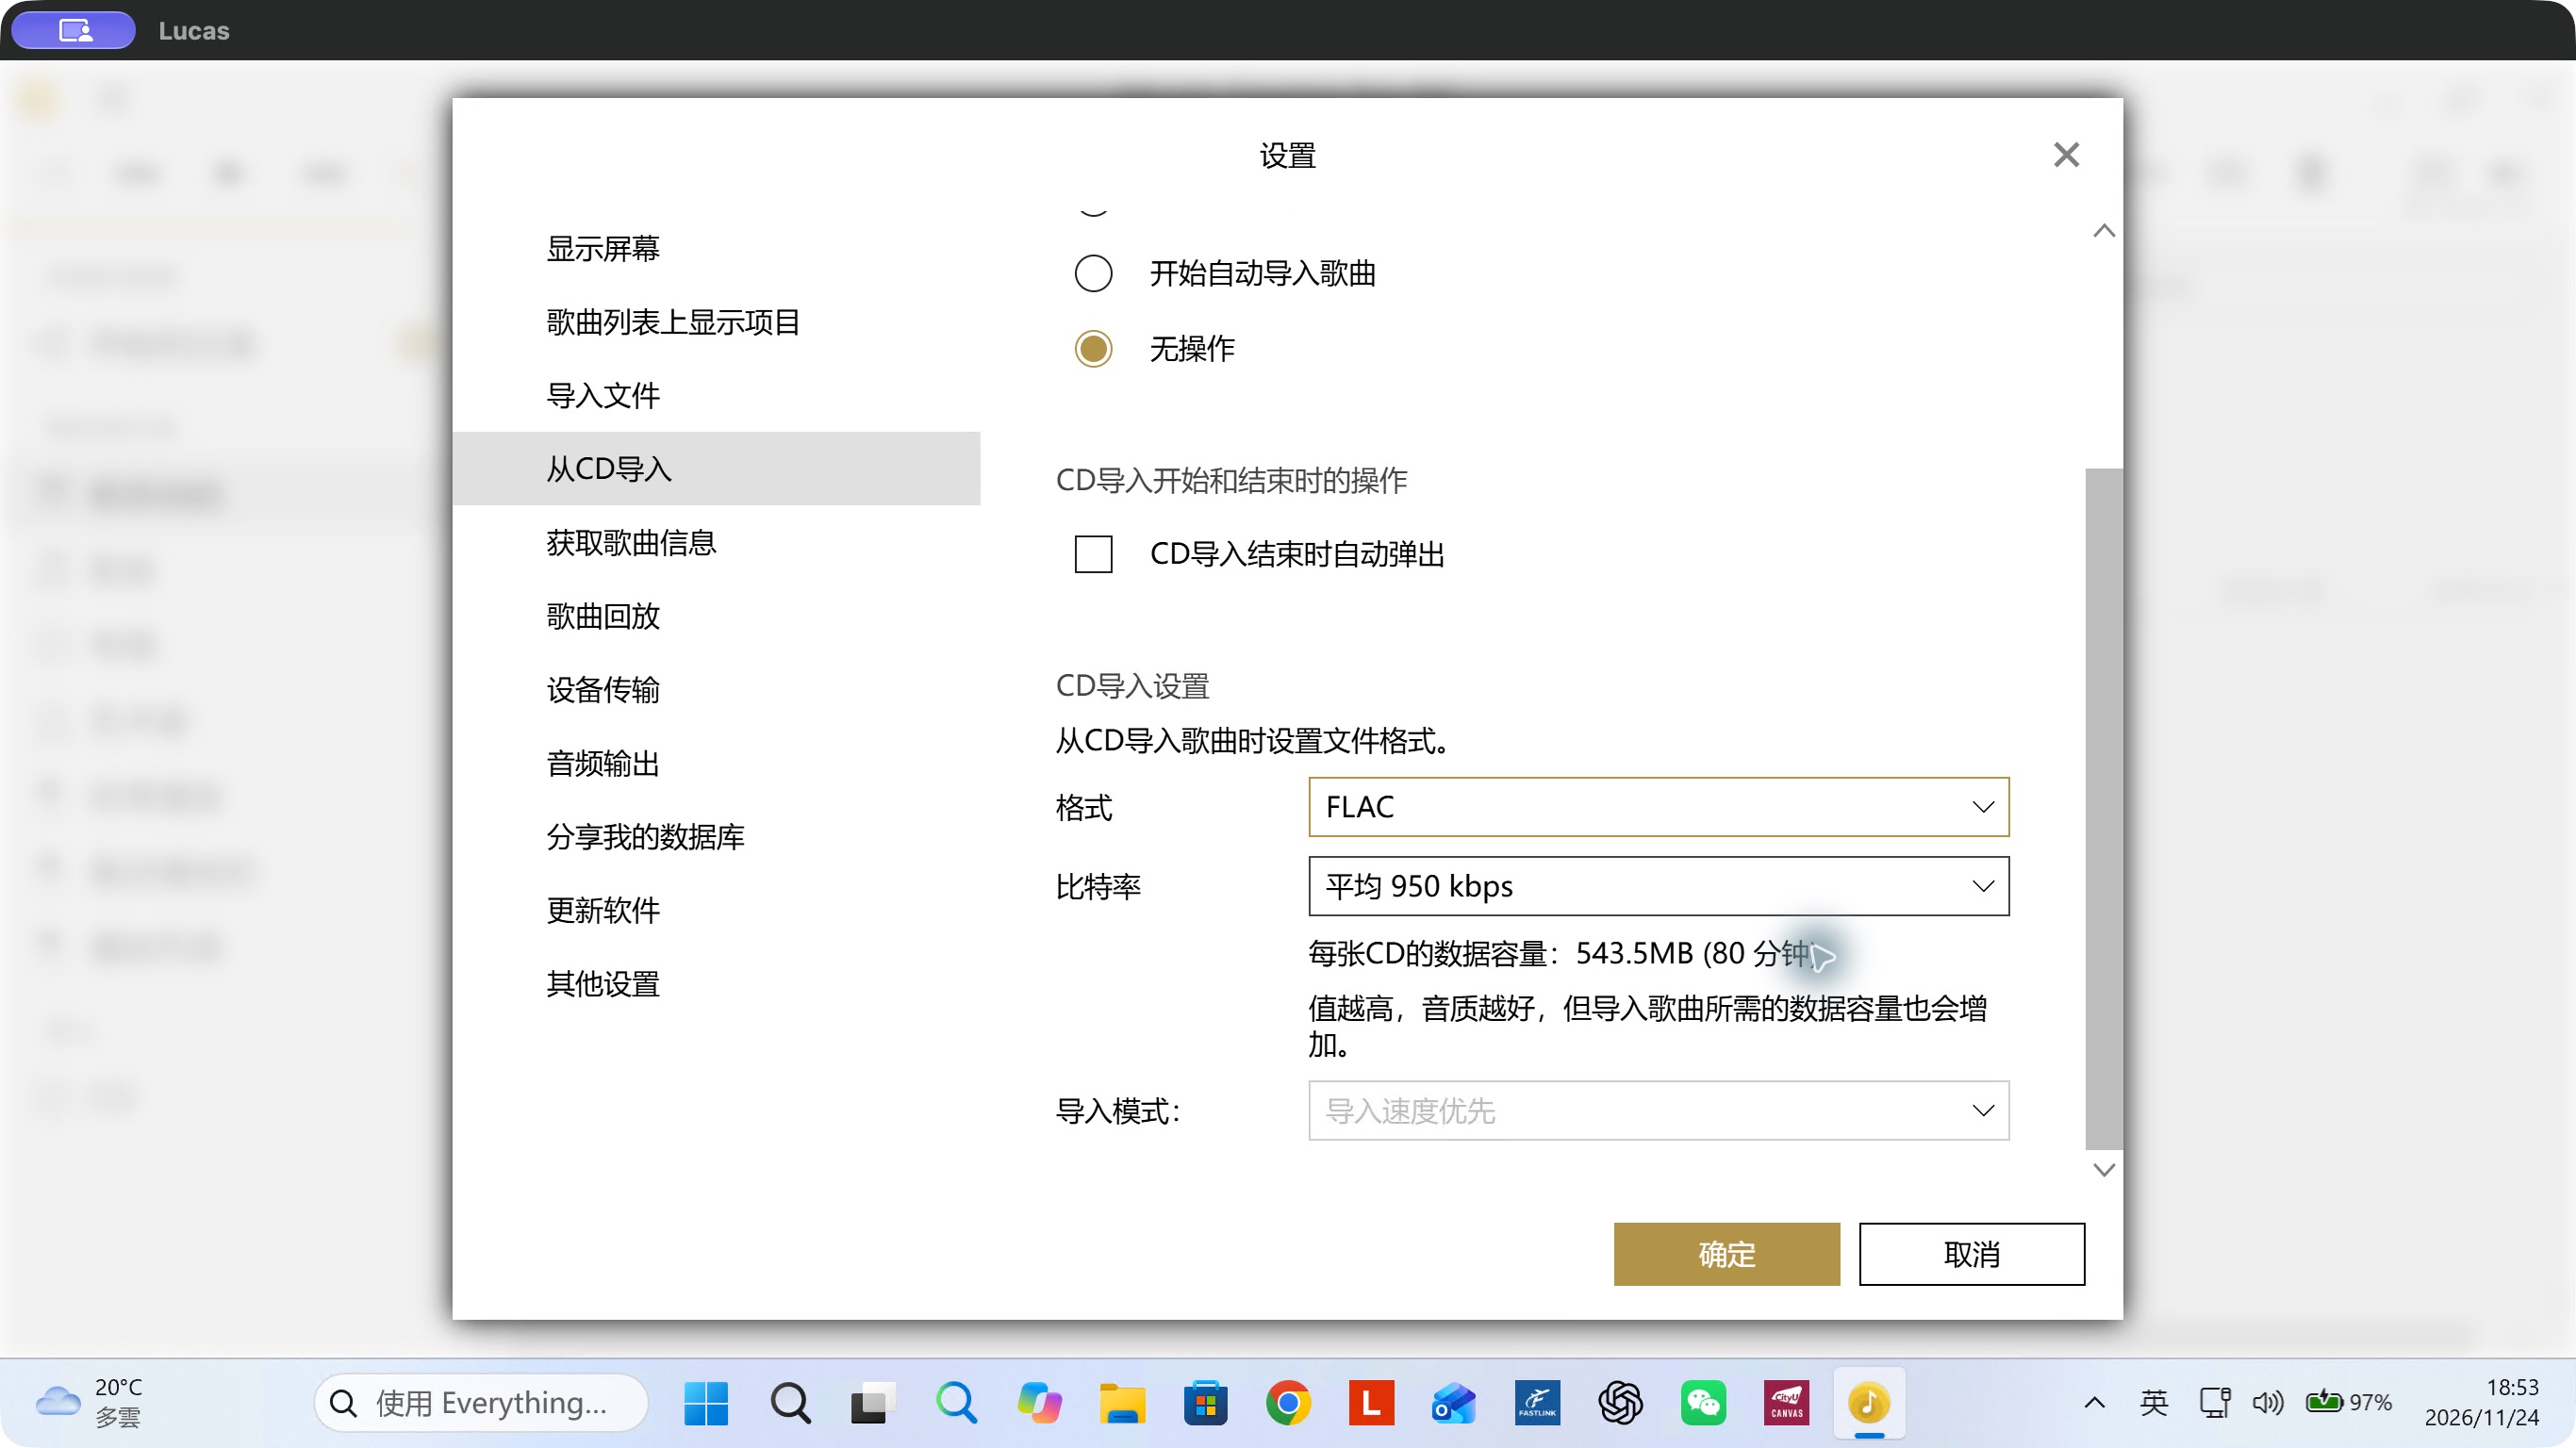 Lucas
设置
显示屏幕
歌曲列表上显示项目
导入文件
从CD导入
获取歌曲信息
歌曲回放
设备传输
音频输出
分享我的数据库
更新软件
其他设置
开始自动导入歌曲
无操作
CD导入开始和结束时的操作
CD导入结束时自动弹出
CD导入设置
从CD导入歌曲时设置文件格式。
格式
FLAC
比特率
平均 950 kbps
每张CD的数据容量：543.5MB (80 分钟)
值越高，音质越好，但导入歌曲所需的数据容量也会增
加。
导入模式：
导入速度优先
确定
取消
20°C
多雲
使用 Everything...
L
FASTLINK
CityU
CANVAS
英
97%
18:53
2026/11/24